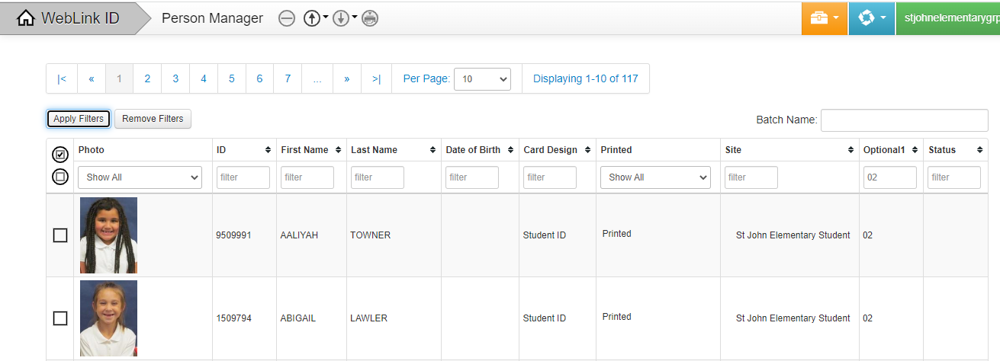 WebLink ID Person Manager stjohnelementarygrp
|< « 1 2 3 4 5 6 7 ... » >| Per Page: 10 Displaying 1-10 of 117
Apply Filters Remove Filters Batch Name:
Photo ID First Name Last Name Date of Birth Card Design Printed Site Optional1 Status
Show All filter filter filter filter filter Show All filter 02 filter
9509991 AALIYAH TOWNER Student ID Printed St John Elementary Student 02
1509794 ABIGAIL LAWLER Student ID Printed St John Elementary Student 02